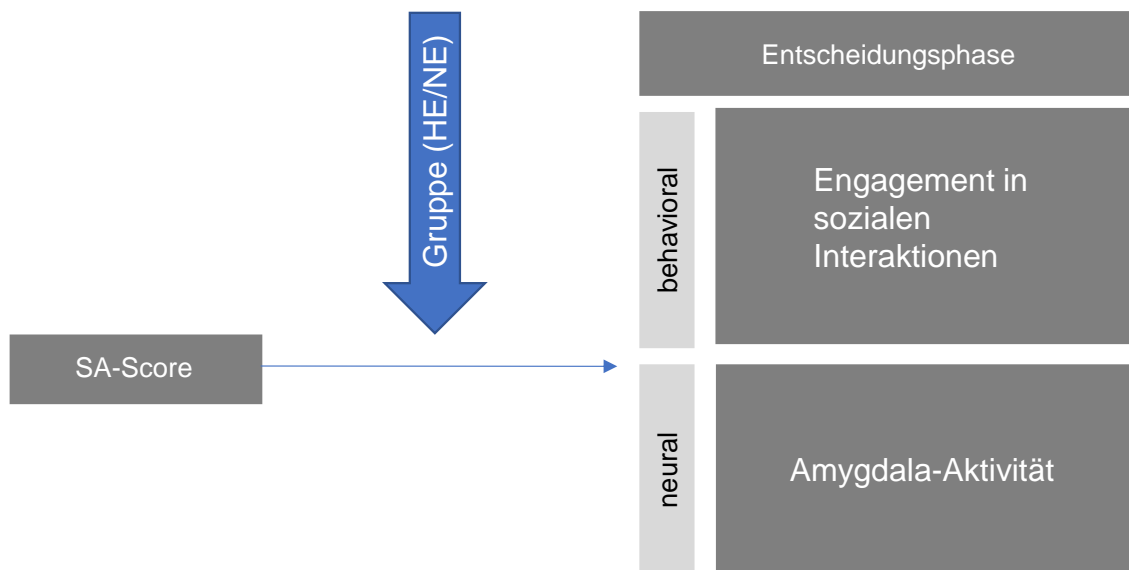 Gruppe (HE/NE)
Entscheidungsphase
behavioral
Engagement in
sozialen
Interaktionen
SA-Score
neural
Amygdala-Aktivität